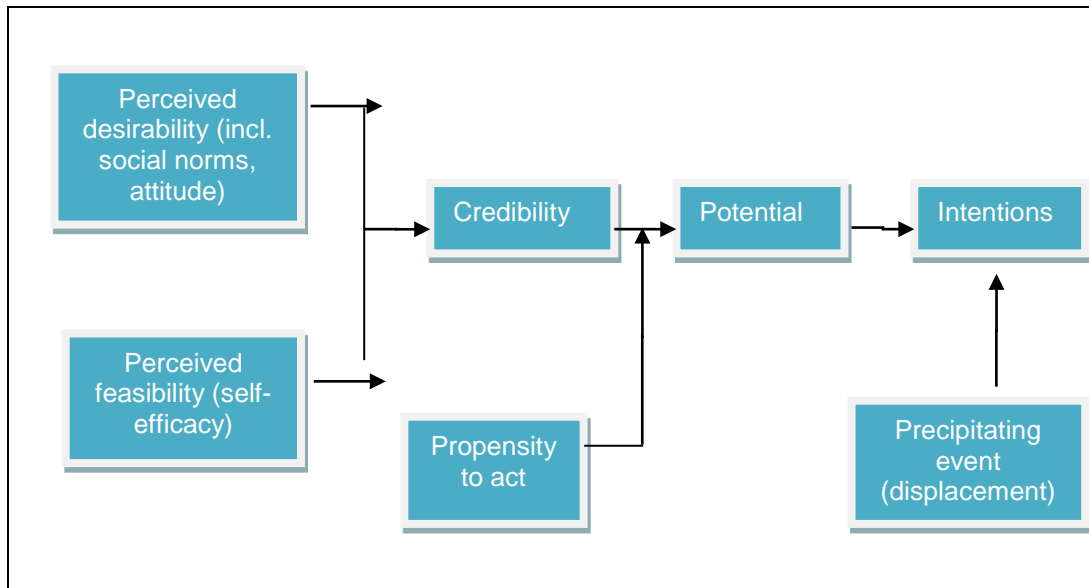 Perceived
desirability (incl.
social norms,
attitude)
Credibility
Potential
Intentions
Perceived
feasibility (self-
efficacy)
Propensity
to act
Precipitating
event
(displacement)